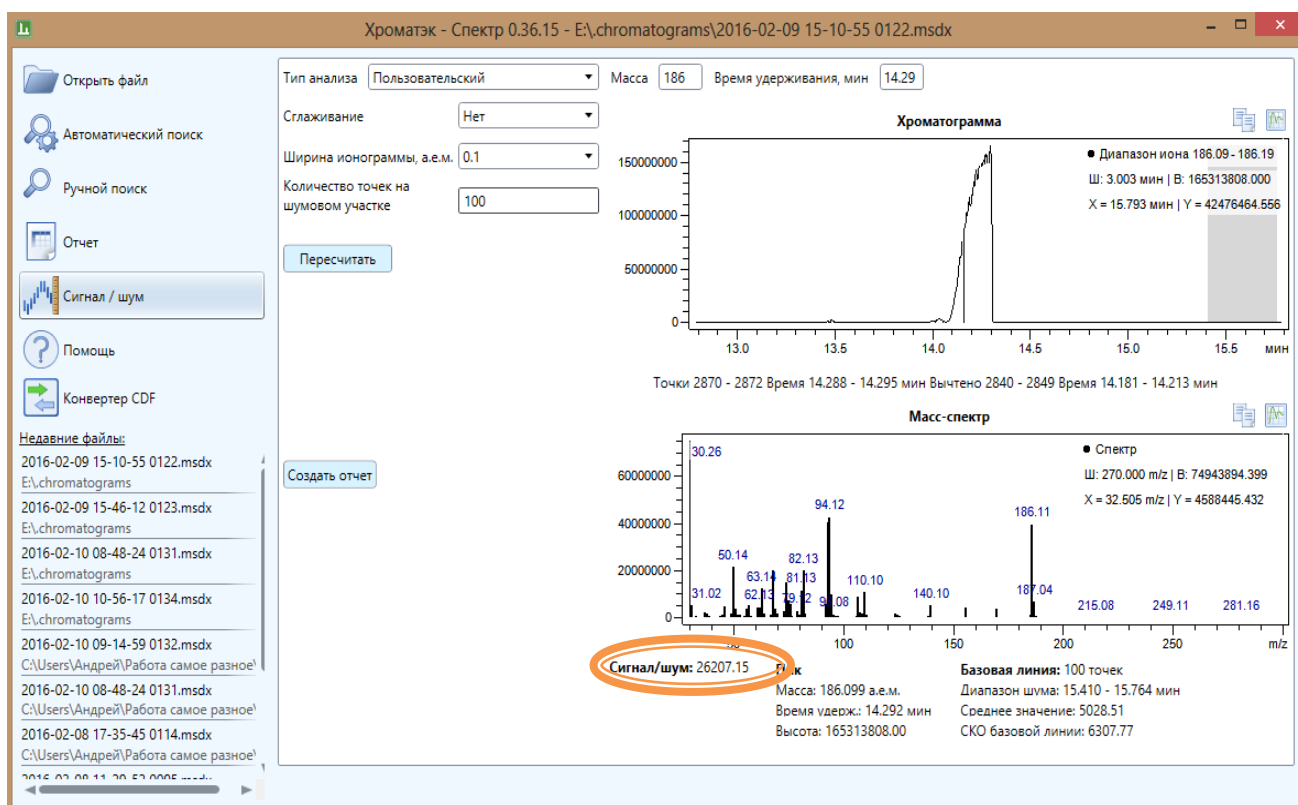 Хроматэк - Спектр 0.36.15 - E:\.chromatograms\2016-02-09 15-10-55 0122.msdx
Открыть файл
Автоматический поиск
Ручной поиск
Отчет
Сигнал / шум
Помощь
Конвертер CDF
Недавние файлы:
2016-02-09 15-10-55 0122.msdx
E:\.chromatograms
2016-02-09 15-46-12 0123.msdx
E:\.chromatograms
2016-02-10 08-48-24 0131.msdx
E:\.chromatograms
2016-02-10 10-56-17 0134.msdx
E:\.chromatograms
2016-02-10 09-14-59 0132.msdx
C:\Users\Андрей\Работа самое разное\
2016-02-10 08-48-24 0131.msdx
C:\Users\Андрей\Работа самое разное\
2016-02-08 17-35-45 0114.msdx
C:\Users\Андрей\Работа самое разное\
Тип анализа Пользовательский Масса 186 Время удерживания, мин 14.29
Сглаживание Нет
Ширина ионограммы, а.е.м. 0.1
Количество точек на
шумовом участке 100
Пересчитать
Создать отчет
Хроматограмма
150000000
100000000
50000000
0
● Диапазон иона 186.09 - 186.19
Ш: 3.003 мин | В: 165313808.000
X = 15.793 мин | Y = 42476464.556
13.0 13.5 14.0 14.5 15.0 15.5 мин
Точки 2870 - 2872 Время 14.288 - 14.295 мин Вычтено 2840 - 2849 Время 14.181 - 14.213 мин
Масс-спектр
60000000
40000000
20000000
0
● Спектр
Ш: 270.000 m/z | В: 74943894.399
X = 32.505 m/z | Y = 4588445.432
30.26
94.12
186.11
50.14
82.13
63.14 81.13 110.10
31.02 62.13 79.12 140.10 187.04
215.08 249.11 281.16
50 100 150 200 250 m/z
Сигнал/шум: 26207.15
Пик
Масса: 186.099 а.е.м.
Время удерж.: 14.292 мин
Высота: 165313808.00
Базовая линия: 100 точек
Диапазон шума: 15.410 - 15.764 мин
Среднее значение: 5028.51
СКО базовой линии: 6307.77